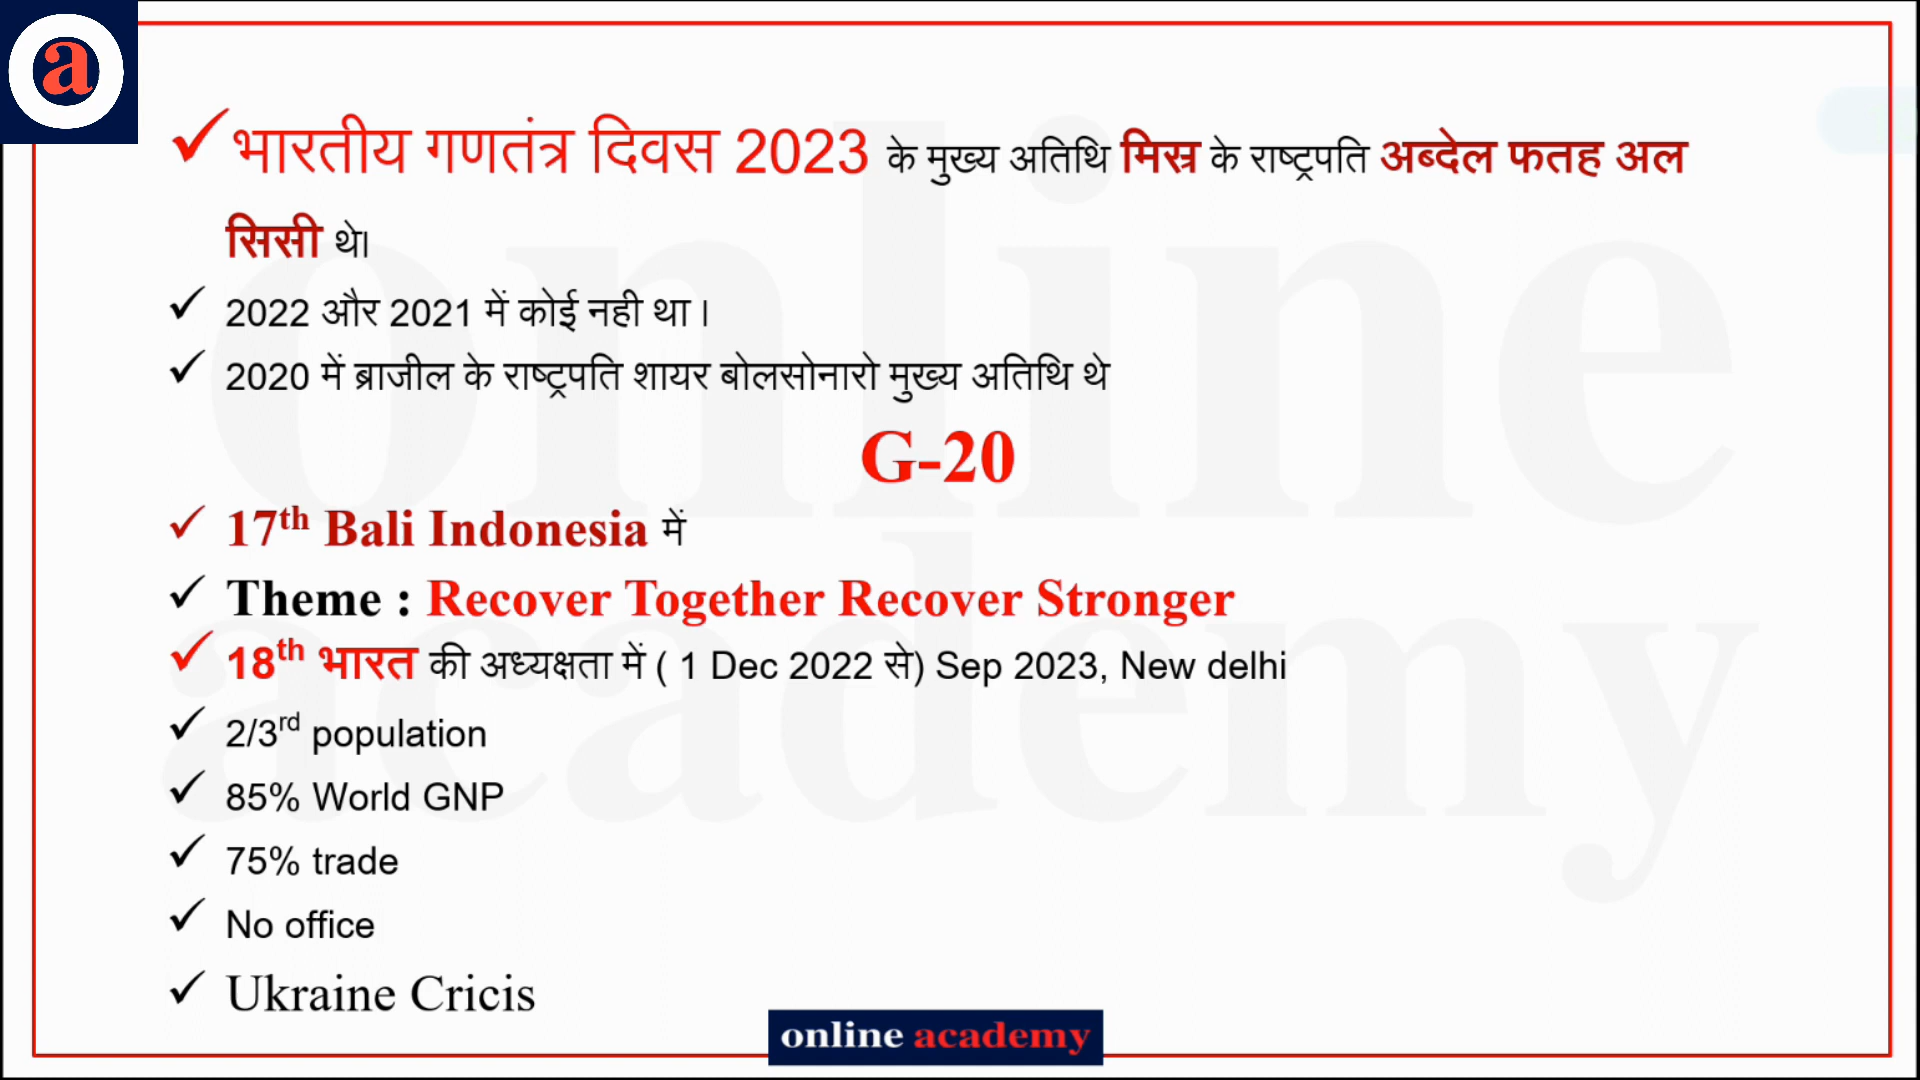 a
✓भारतीय गणतंत्र दिवस 2023 के मुख्य अतिथि मिस्र के राष्ट्रपति अब्देल फतह अल
सिसी थे।
✓ 2022 और 2021 में कोई नही था ।
✓ 2020 में ब्राजील के राष्ट्रपति शायर बोलसोनारो मुख्य अतिथि थे
G-20
✓ 17th Bali Indonesia में
✓ Theme : Recover Together Recover Stronger
✓ 18th भारत की अध्यक्षता में ( 1 Dec 2022 से) Sep 2023, New delhi
✓ 2/3rd population
✓ 85% World GNP
✓ 75% trade
✓ No office
✓ Ukraine Cricis
online academy
online
academy